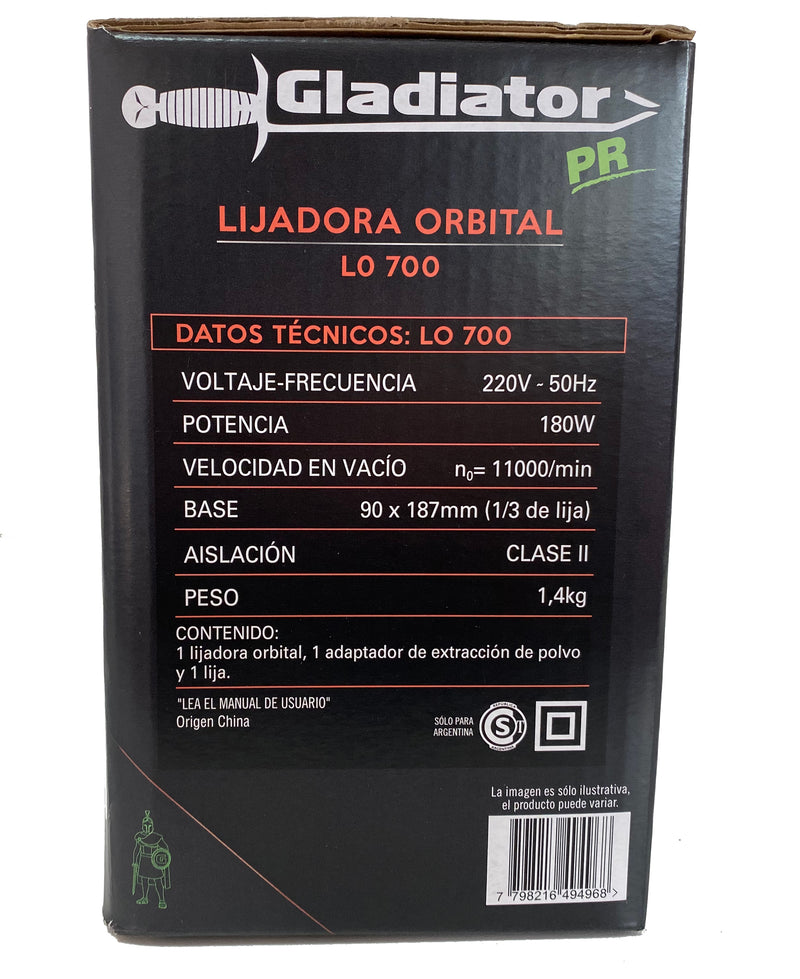 Gladiator
PR
LIJADORA ORBITAL
LO 700
DATOS TÉCNICOS: LO 700
VOLTAJE-FRECUENCIA 220V ~ 50Hz
POTENCIA 180W
VELOCIDAD EN VACÍO n₀= 11000/min
BASE 90 x 187mm (1/3 de lija)
AISLACIÓN CLASE II
PESO 1,4kg
CONTENIDO:
1 lijadora orbital, 1 adaptador de extracción de polvo
y 1 lija.
"LEA EL MANUAL DE USUARIO"
Origen China
SÓLO PARA
ARGENTINA
REPUBLICA
S
ARGENTINA
La imagen es sólo ilustrativa,
el producto puede variar.
7 798216 494968 >